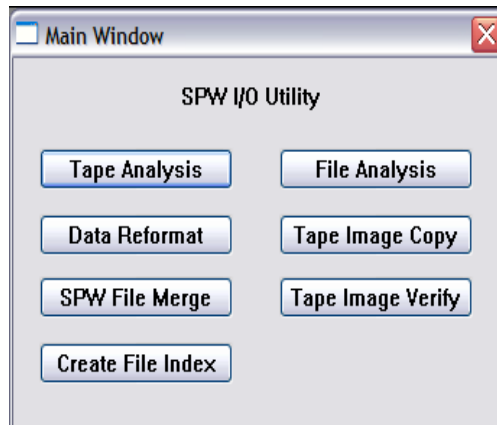 Main Window
SPW I/O Utility
Tape Analysis
File Analysis
Data Reformat
Tape Image Copy
SPW File Merge
Tape Image Verify
Create File Index